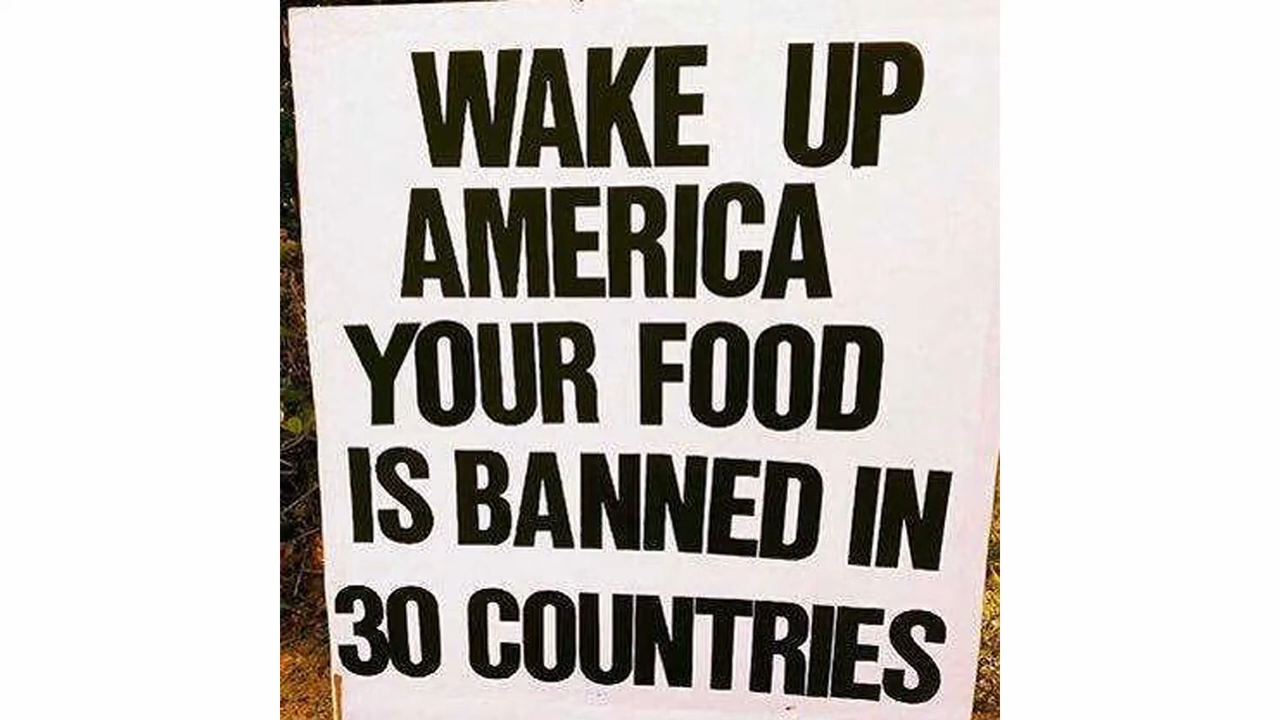 WAKE UP
AMERICA
YOUR FOOD
IS BANNED IN
30 COUNTRIES